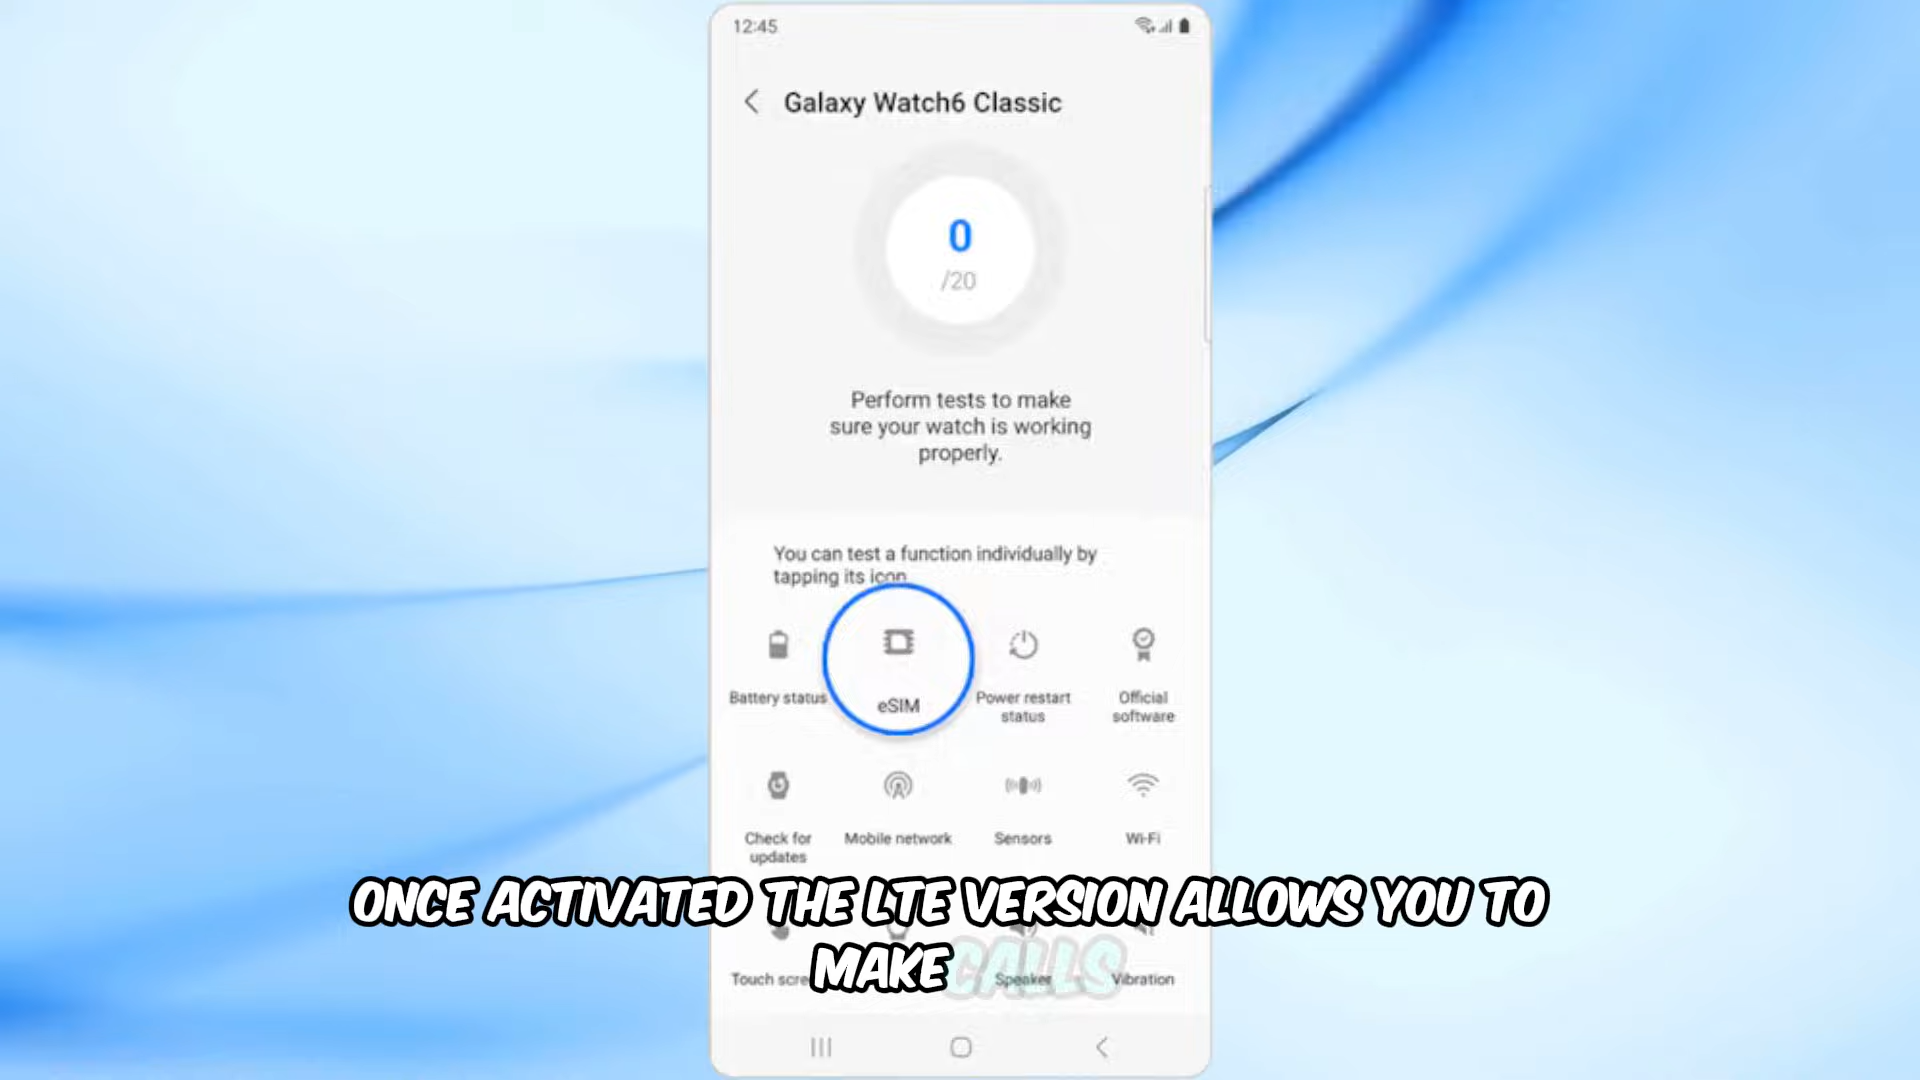 12:45
Galaxy Watch6 Classic
0
/20
Perform tests to make
sure your watch is working
properly.
You can test a function individually by
tapping its icon
Battery status
eSIM
Power restart
status
Official
software
Check for
updates
Mobile network
Sensors
Wi-Fi
ONCE ACTIVATED THE LTE VERSION ALLOWS YOU TO
MAKE CALLS
Touch scre
Speaker
Vibration